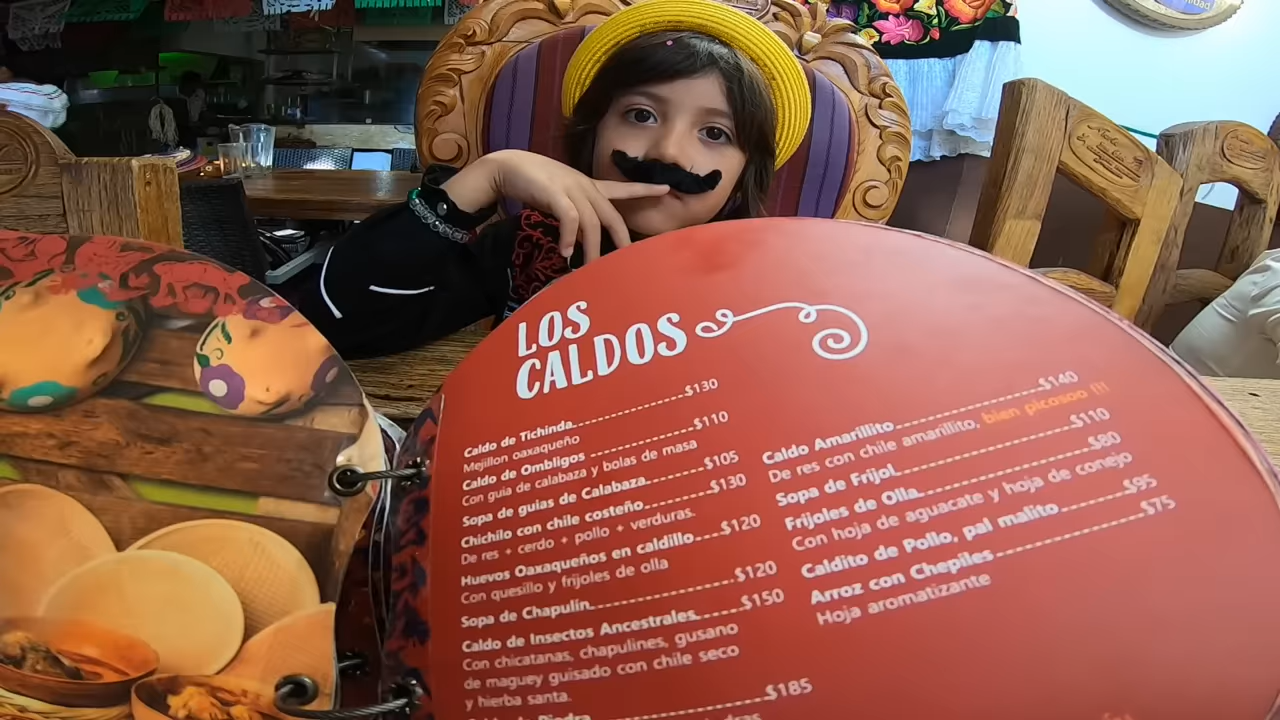 LOS
CALDOS
Caldo de Tichinda $130
Mejillon oaxaqueño
Caldo de Ombligos $110
Con guia de calabaza y bolas de masa
Sopa de guias de Calabaza $105
Chichilo con chile costeño $130
De res + cerdo + pollo + verduras.
Huevos Oaxaqueños en caldillo $120
Con quesillo y frijoles de olla
Sopa de Chapulin $120
Caldo de Insectos Ancestrales $150
Con chicatanas, chapulines, gusano
de maguey guisado con chile seco
y hierba santa.
$185
Caldo Amarillito $140
De res con chile amarillito, bien picosoo !!!
Sopa de Frijol $110
Frijoles de Olla $80
Con hoja de aguacate y hoja de conejo
Caldito de Pollo, pal malito $95
Arroz con Chepiles $75
Hoja aromatizante